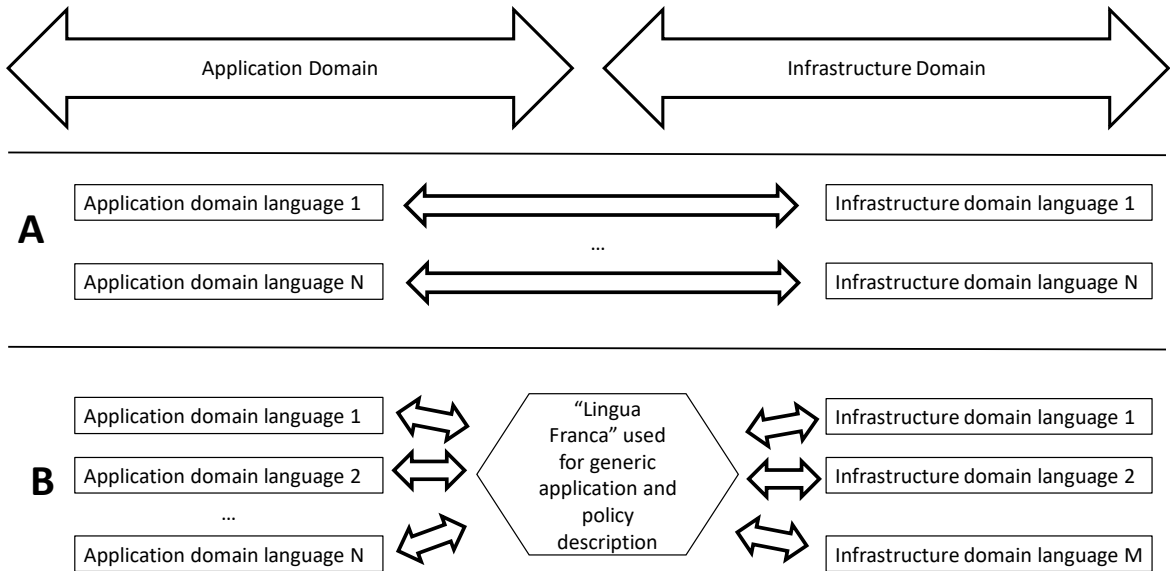 Application Domain
Infrastructure Domain
A
Application domain language 1
Infrastructure domain language 1
...
Application domain language N
Infrastructure domain language N
B
Application domain language 1
Application domain language 2
...
Application domain language N
“Lingua
Franca” used
for generic
application and
policy
description
Infrastructure domain language 1
Infrastructure domain language 2
Infrastructure domain language M